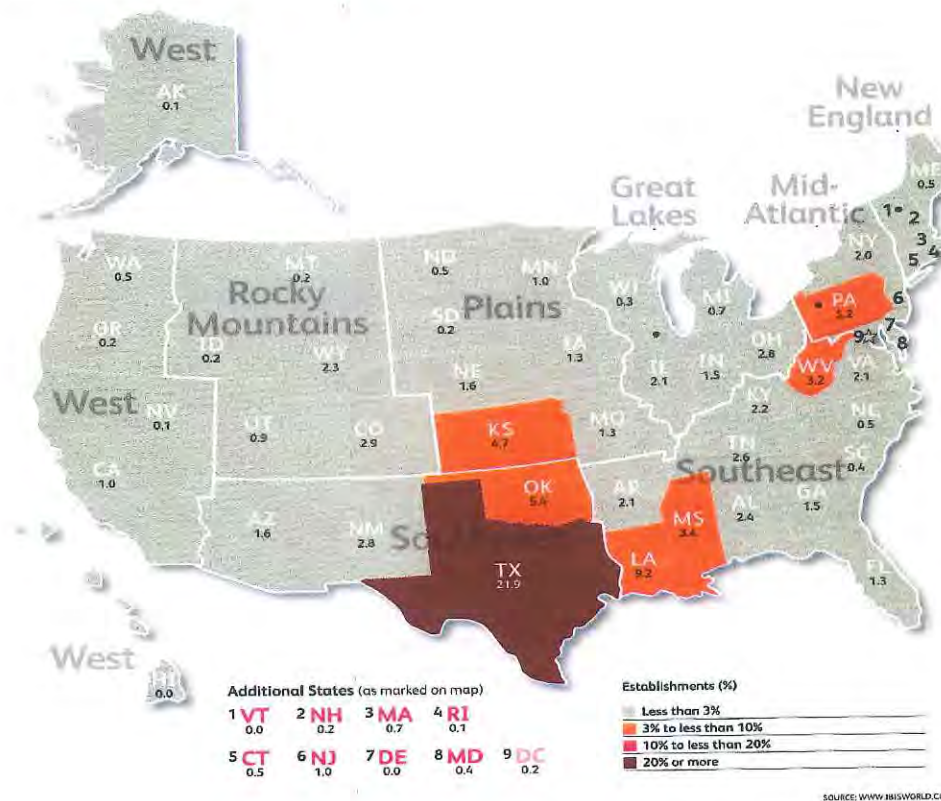 West
AK
0.1
New
England
ME
0.5
Great
Lakes
Mid-
Atlantic
1
2
3
4
5
NY
2.0
WA
0.5
MT
0.2
ND
0.5
MN
1.0
WI
0.3
MI
0.7
PA
5.2
6
7
8
9
Rocky
Mountains
Plains
OR
0.2
ID
0.2
WY
2.3
SD
0.2
IA
1.3
NE
1.6
IL
2.1
IN
1.5
OH
2.8
WV
3.2
VA
2.1
West
NV
0.1
UT
0.9
CO
2.9
KS
MO
1.3
KY
2.2
NC
0.5
CA
1.0
TN
2.6
SC
0.4
Southeast
AZ
1.6
NM
2.8
OK
5.4
AR
2.1
MS
3.4
AL
2.4
GA
1.5
TX
21.9
LA
9.2
FL
1.3
West
HI
0.0
Additional States (as marked on map)
1 VT 2 NH 3 MA 4 RI
0.0 0.2 0.7 0.1
5 CT 6 NJ 7 DE 8 MD 9 DC
0.5 1.0 0.0 0.4 0.2
Establishments (%)
Less than 3%
3% to less than 10%
10% to less than 20%
20% or more